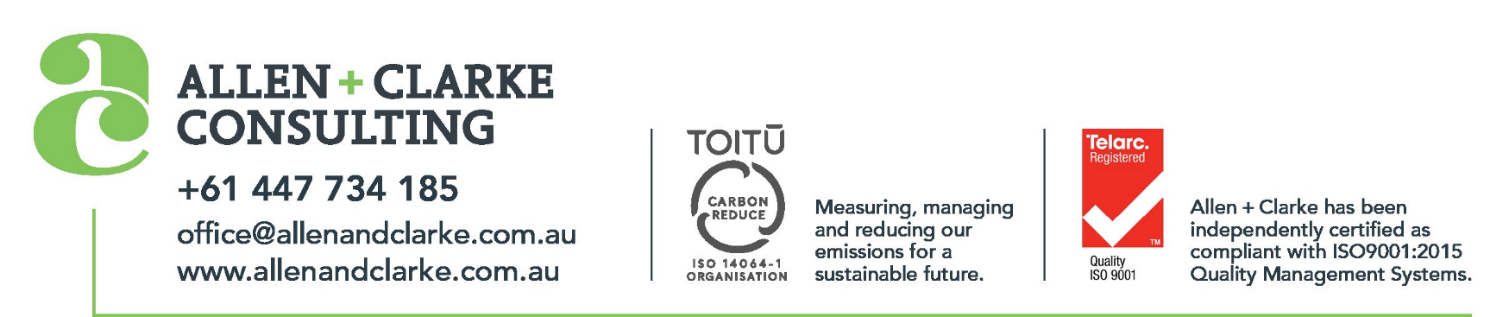 ac
ALLEN + CLARKE
CONSULTING
+61 447 734 185
office@allenandclarke.com.au
www.allenandclarke.com.au
TOITŪ
CARBON
REDUCE
ISO 14064-1
ORGANISATION
Measuring, managing
and reducing our
emissions for a
sustainable future.
Telarc.
Registered
TM
Quality
ISO 9001
Allen + Clarke has been
independently certified as
compliant with ISO9001:2015
Quality Management Systems.